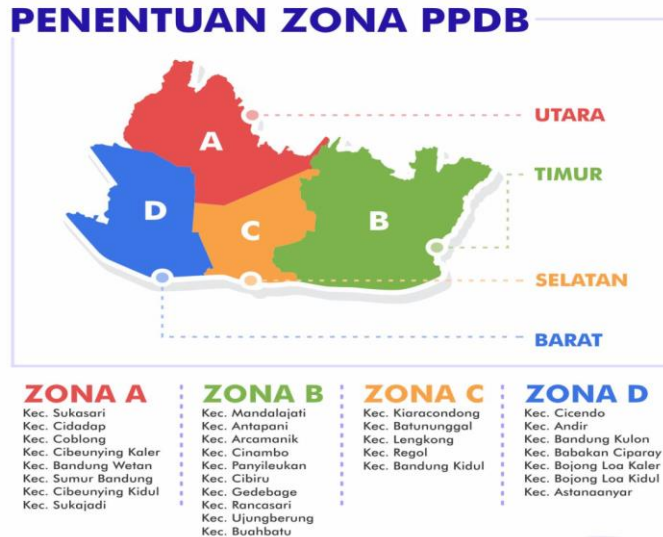 PENENTUAN ZONA PPDB
A
B
C
D
UTARA
TIMUR
SELATAN
BARAT
ZONA A
Kec. Sukasari
Kec. Cidadap
Kec. Coblong
Kec. Cibeunying Kaler
Kec. Bandung Wetan
Kec. Sumur Bandung
Kec. Cibeunying Kidul
Kec. Sukajadi
ZONA B
Kec. Mandalajati
Kec. Antapani
Kec. Arcamanik
Kec. Cinambo
Kec. Panyileukan
Kec. Cibiru
Kec. Gedebage
Kec. Rancasari
Kec. Ujungberung
Kec. Buahbatu
ZONA C
Kec. Kiaracondong
Kec. Batununggal
Kec. Lengkong
Kec. Regol
Kec. Bandung Kidul
ZONA D
Kec. Cicendo
Kec. Andir
Kec. Bandung Kulon
Kec. Babakan Ciparay
Kec. Bojong Loa Kaler
Kec. Bojong Loa Kidul
Kec. Astanaanyar